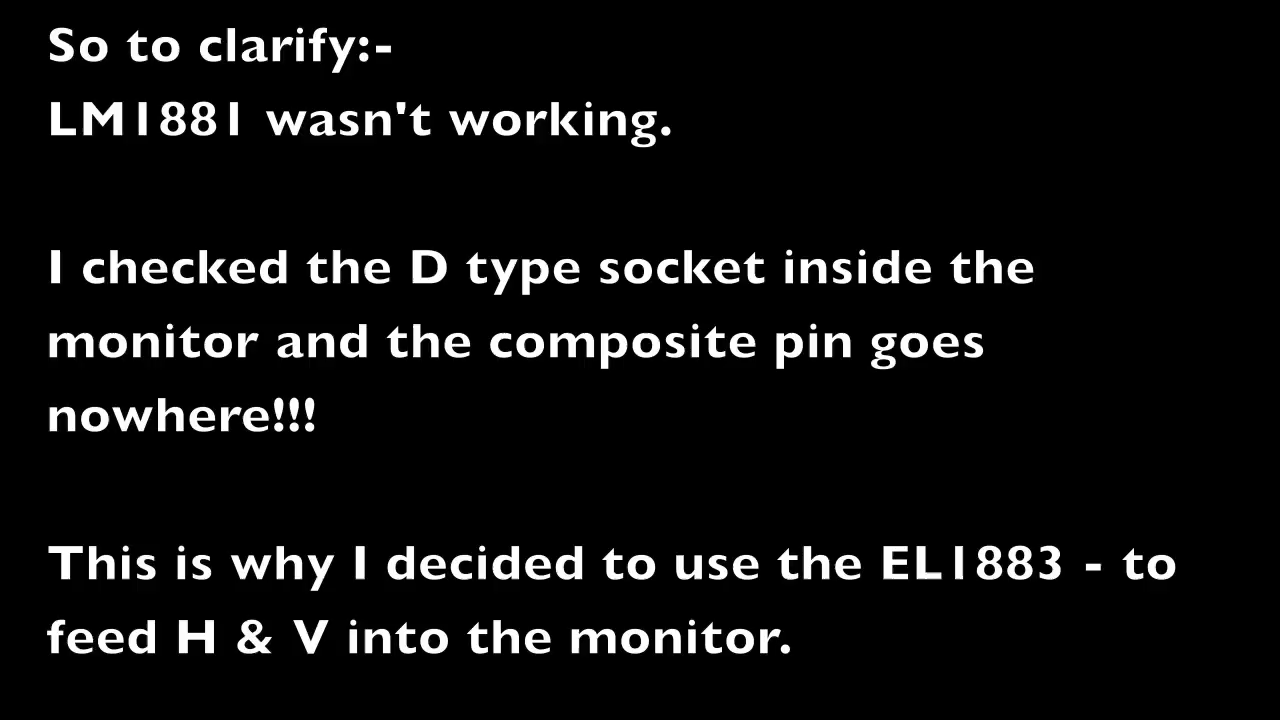 So to clarify:-
LM1881 wasn't working.
I checked the D type socket inside the
monitor and the composite pin goes
nowhere!!!
This is why I decided to use the EL1883 - to
feed H & V into the monitor.